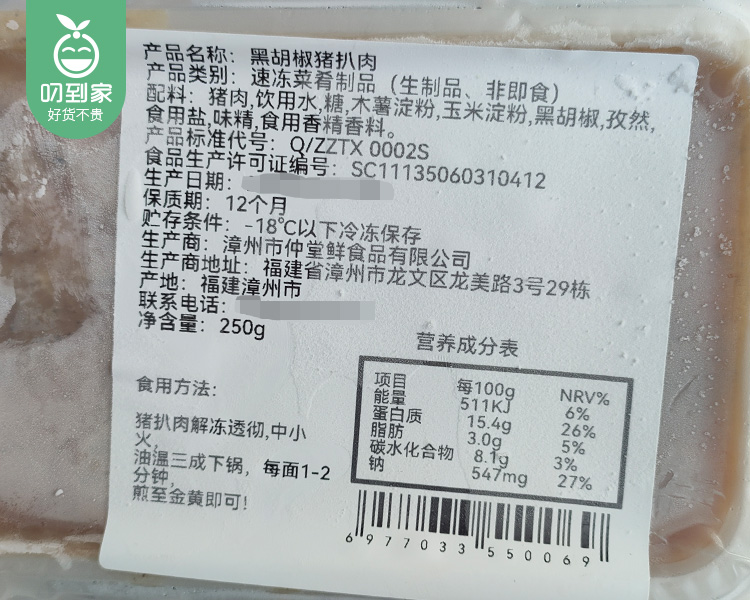 叨到家
好货不贵
产品名称：黑胡椒猪扒肉
产品类别：速冻菜肴制品（生制品、非即食）
配料：猪肉,饮用水,糖,木薯淀粉,玉米淀粉,黑胡椒,孜然,
食用盐,味精,食用香精香料。
产品标准代号：Q/ZZTX 0002S
食品生产许可证编号：SC11135060310412
生产日期：
保质期：12个月
贮存条件：-18℃以下冷冻保存
生产商：漳州市仲堂鲜食品有限公司
生产商地址：福建省漳州市龙文区龙美路3号29栋
产地：福建漳州市
联系电话：
净含量：250g
食用方法：
猪扒肉解冻透彻,中小
火,
油温三成下锅，每面1-2
分钟,
煎至金黄即可!
营养成分表
项目 每100g NRV%
能量 511KJ 6%
蛋白质 15.4g 26%
脂肪 3.0g 5%
碳水化合物 8.1g 3%
钠 547mg 27%
6977033550069